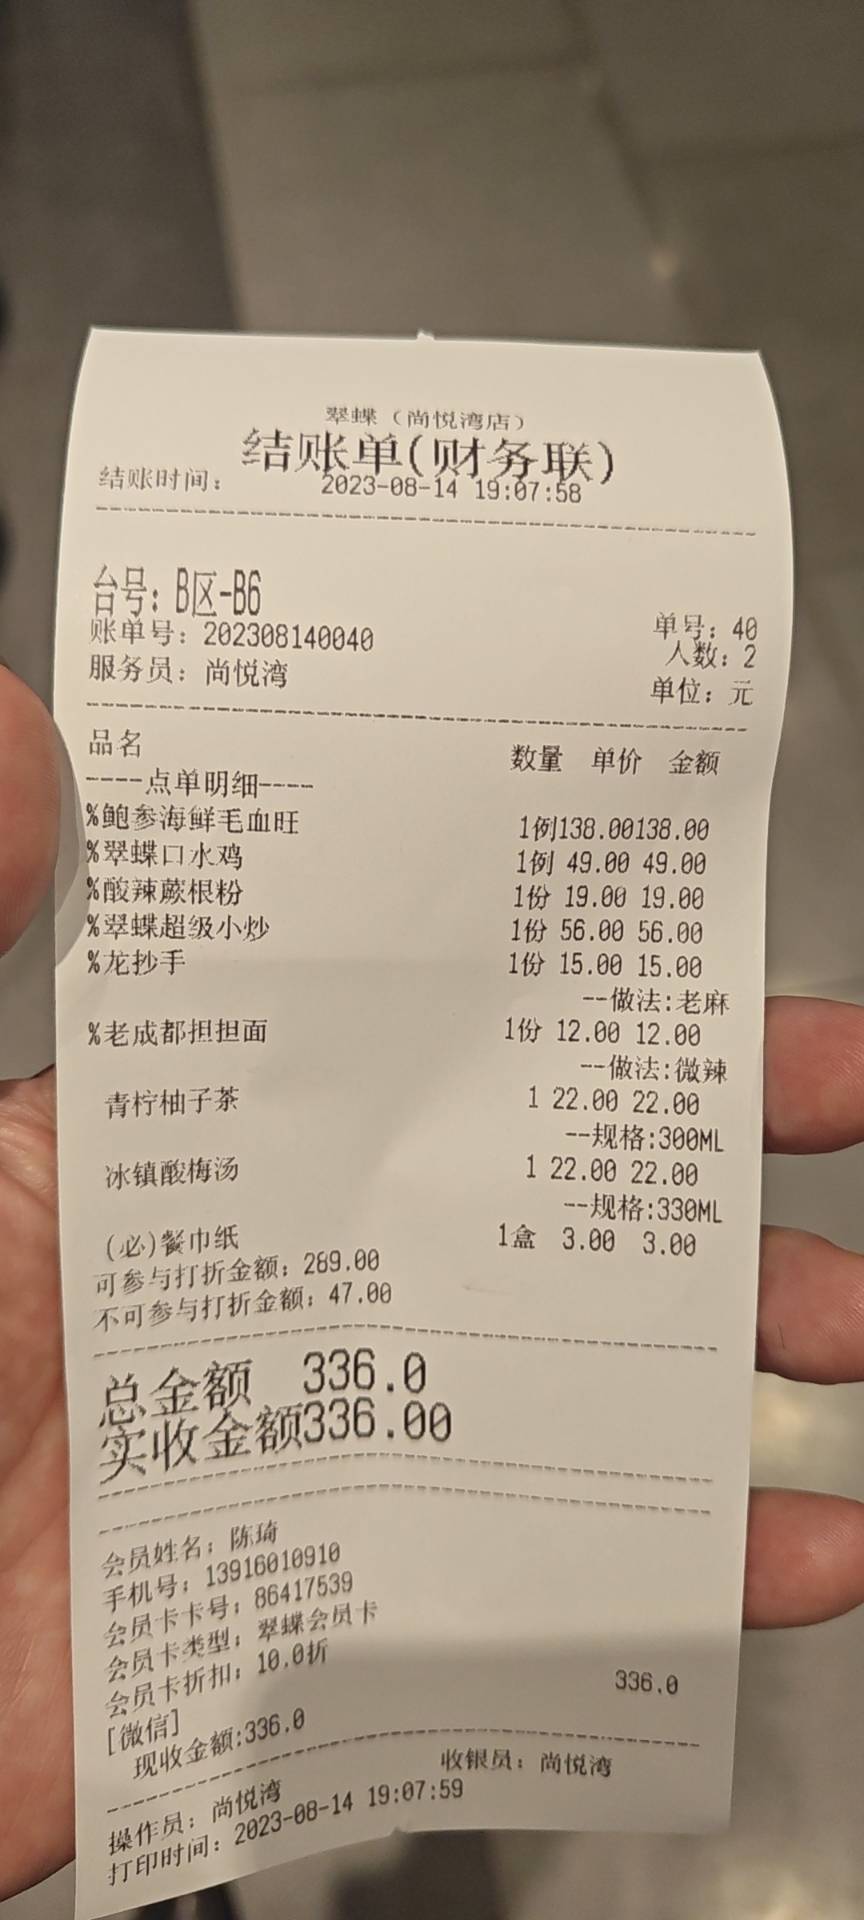 翠蝶（尚悦湾店）
结账单(财务联)
结账时间： 2023-08-14 19:07:58
台号：B区-B6
账单号：202308140040 单号：40
人数：2
服务员：尚悦湾 单位：元
品名 数量 单价 金额
----点单明细----
%鲍参海鲜毛血旺 1例138.00138.00
%翠蝶口水鸡 1例 49.00 49.00
%酸辣蕨根粉 1份 19.00 19.00
%翠蝶超级小炒 1份 56.00 56.00
%龙抄手 1份 15.00 15.00
--做法:老麻
%老成都担担面 1份 12.00 12.00
--做法:微辣
青柠柚子茶 1 22.00 22.00
--规格:300ML
冰镇酸梅汤 1 22.00 22.00
--规格:330ML
(必)餐巾纸 1盒 3.00 3.00
可参与打折金额：289.00
不可参与打折金额：47.00
总金额 336.0
实收金额336.00
会员姓名：陈琦
手机号：13916010910
会员卡卡号：86417539
会员卡类型：翠蝶会员卡
会员卡折扣：10.0折
[微信] 336.0
现收金额:336.0
收银员：尚悦湾
操作员：尚悦湾
打印时间：2023-08-14 19:07:59